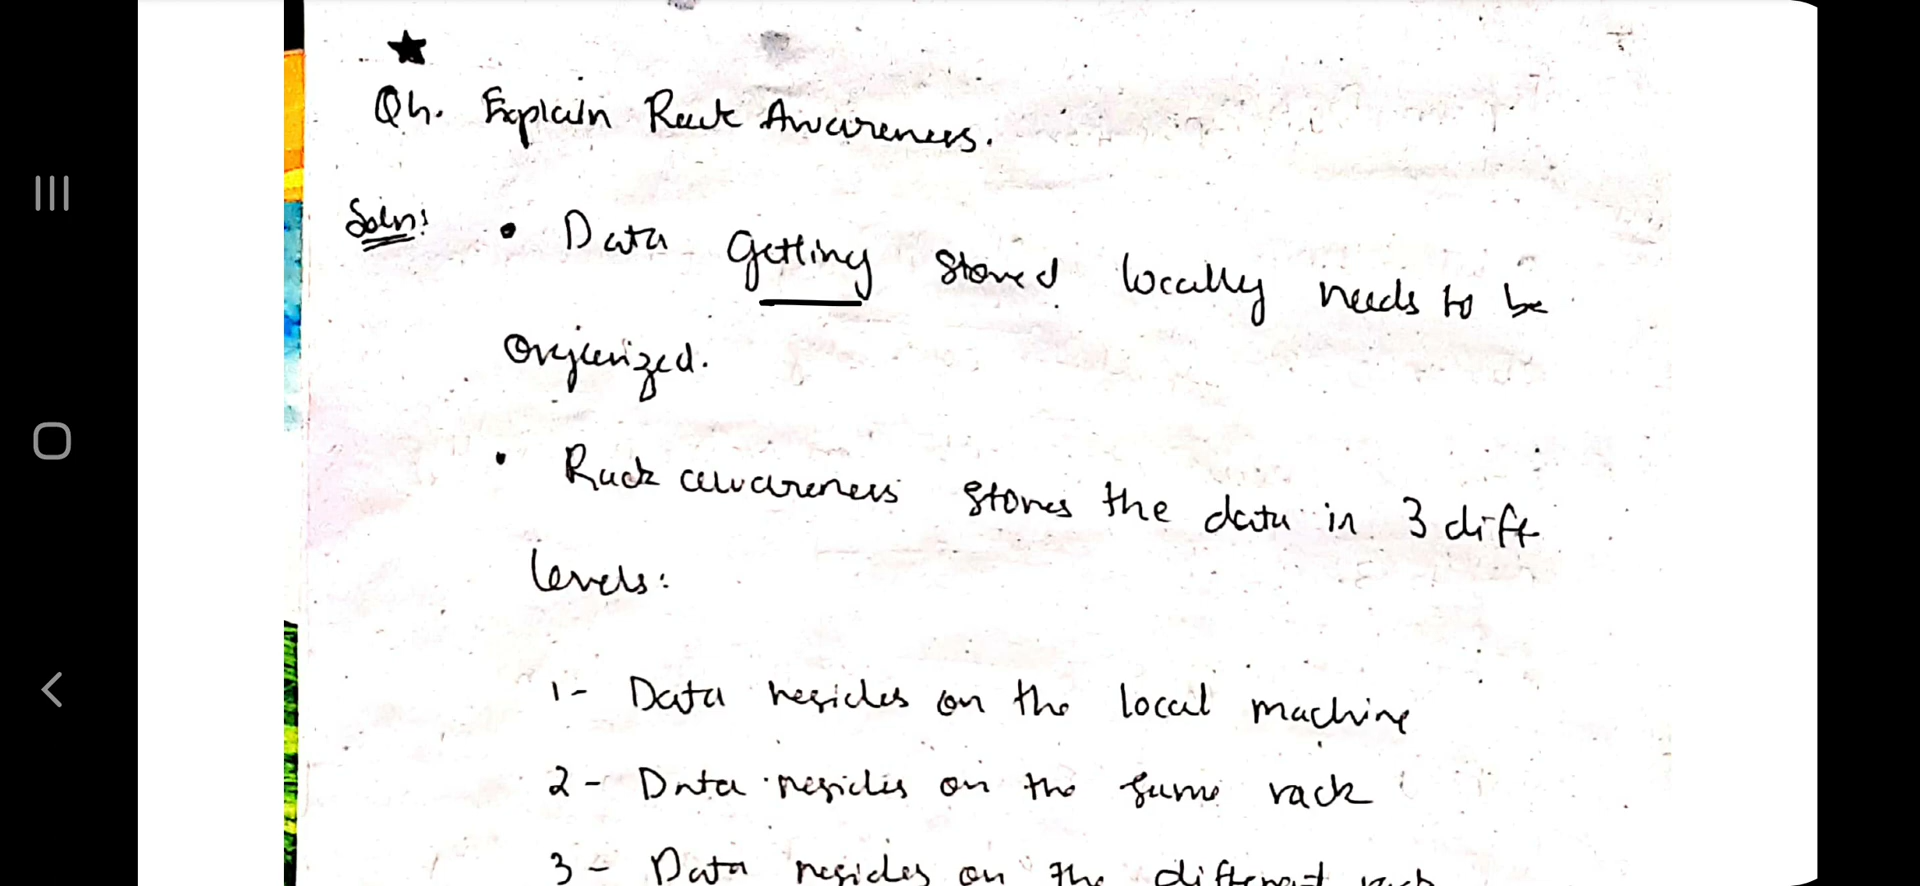 Q4. Explain Rack Awareness.
Soln:
• Data getting stored locally needs to be
organized.
• Rack awareness stores the data in 3 diff
levels:
1- Data resides on the local machine
2- Data resides on the same rack
3- Data resides on the different rack